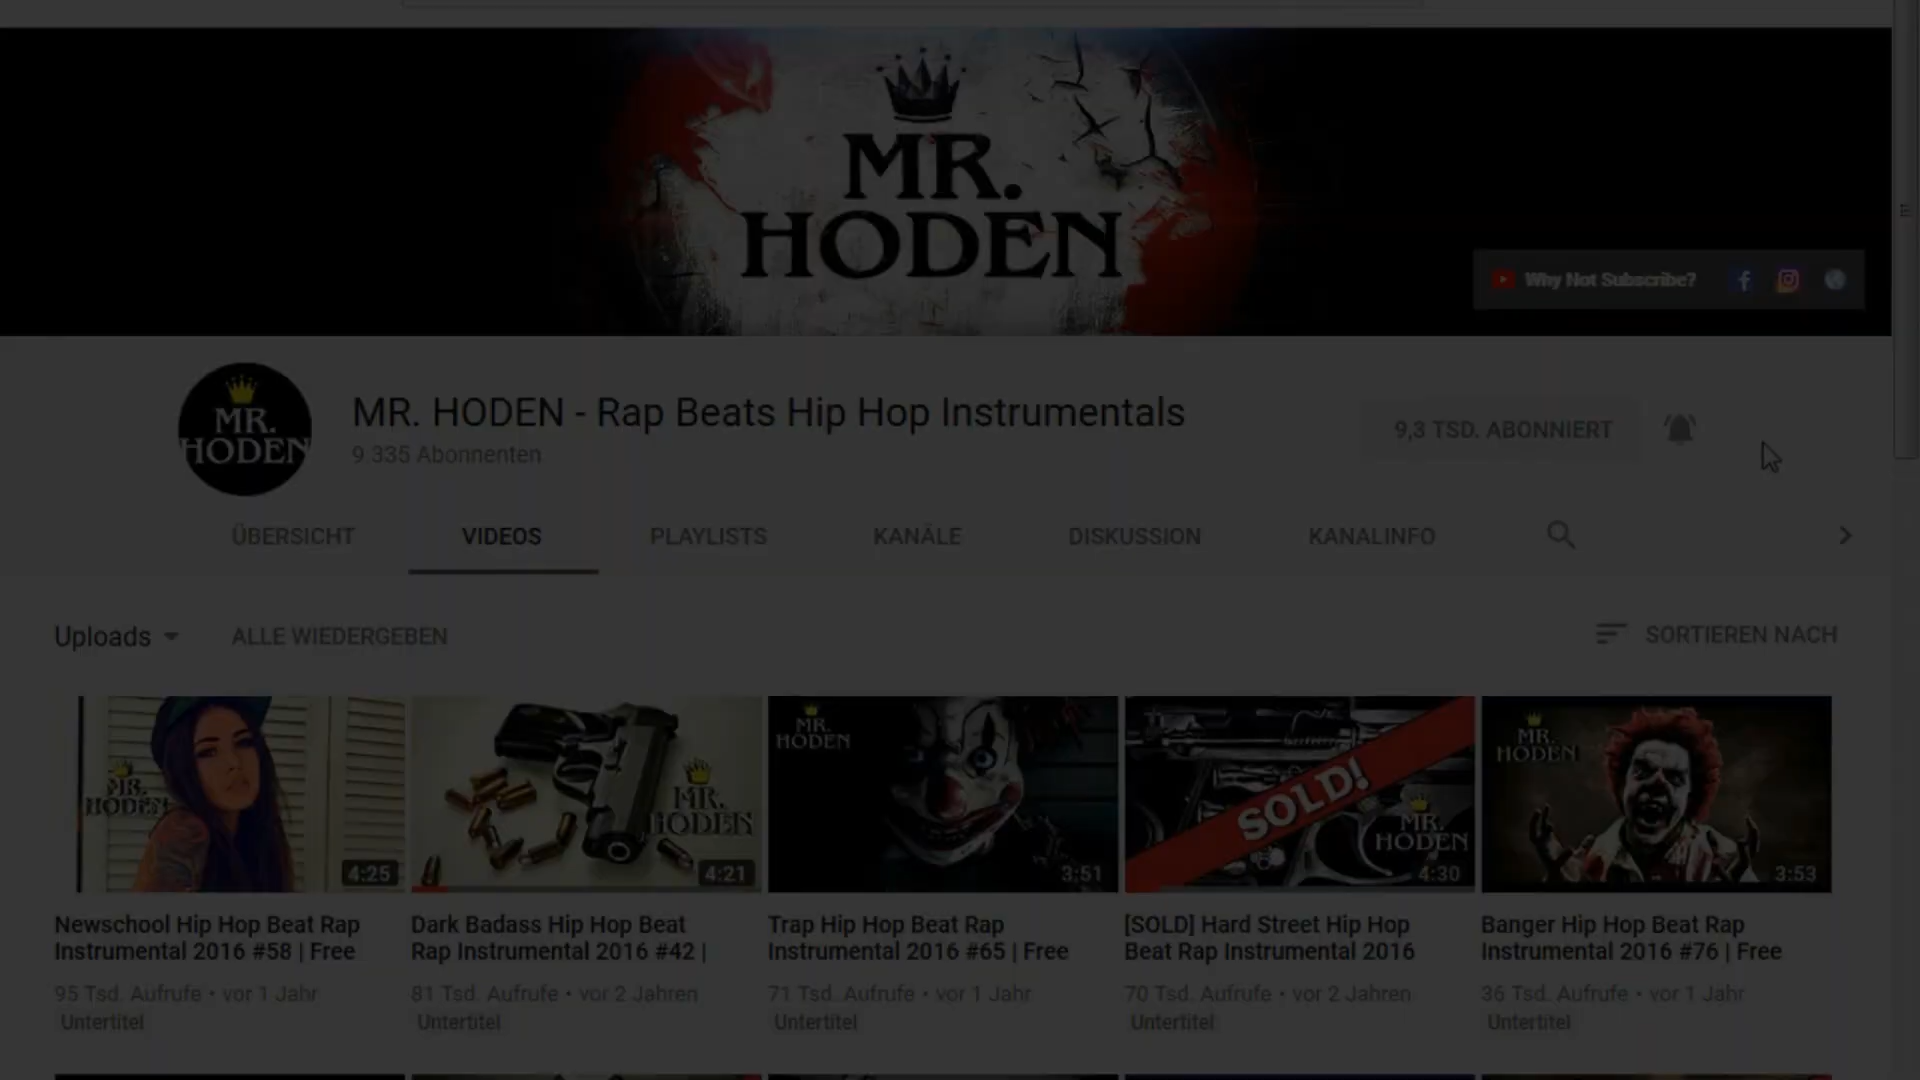 MR.
HODEN
Why Not Subscribe?
MR.
HODEN
MR. HODEN - Rap Beats Hip Hop Instrumentals
9 335 Abonnenten
9,3 TSD. ABONNIERT
ÜBERSICHT
VIDEOS
PLAYLISTS
KANÄLE
DISKUSSION
KANALINFO
Uploads
ALLE WIEDERGEBEN
SORTIEREN NACH
MR.
HODEN
4:25
MR.
HODEN
4:21
MR.
HODEN
3:51
SOLD!
MR.
HODEN
4:30
MR.
HODEN
3:53
Newschool Hip Hop Beat Rap
Instrumental 2016 #58 | Free
95 Tsd. Aufrufe • vor 1 Jahr
Untertitel
Dark Badass Hip Hop Beat
Rap Instrumental 2016 #42 |
81 Tsd. Aufrufe • vor 2 Jahren
Untertitel
Trap Hip Hop Beat Rap
Instrumental 2016 #65 | Free
71 Tsd. Aufrufe • vor 1 Jahr
Untertitel
[SOLD] Hard Street Hip Hop
Beat Rap Instrumental 2016
70 Tsd. Aufrufe • vor 2 Jahren
Untertitel
Banger Hip Hop Beat Rap
Instrumental 2016 #76 | Free
36 Tsd. Aufrufe • vor 1 Jahr
Untertitel